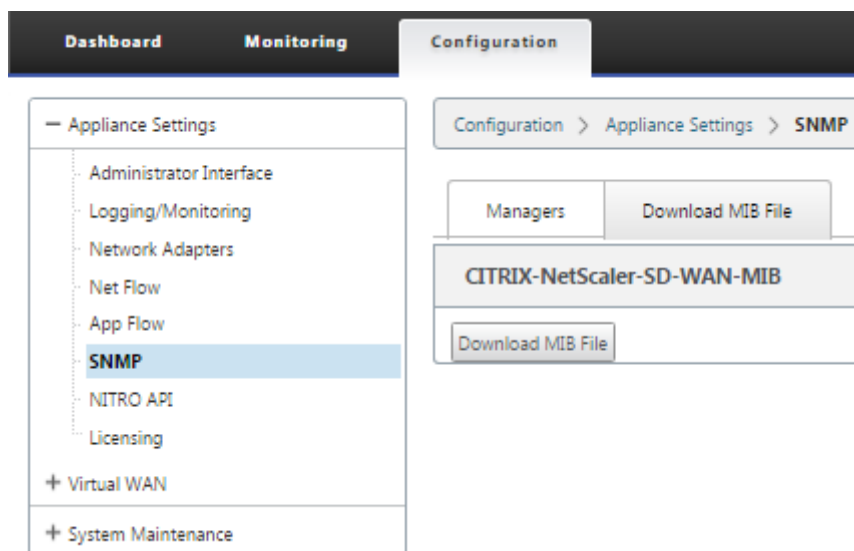 Dashboard Monitoring Configuration
Appliance Settings
Administrator Interface
Logging/Monitoring
Network Adapters
Net Flow
App Flow
SNMP
NITRO API
Licensing
Virtual WAN
System Maintenance
Configuration > Appliance Settings > SNMP
Managers Download MIB File
CITRIX-NetScaler-SD-WAN-MIB
Download MIB File